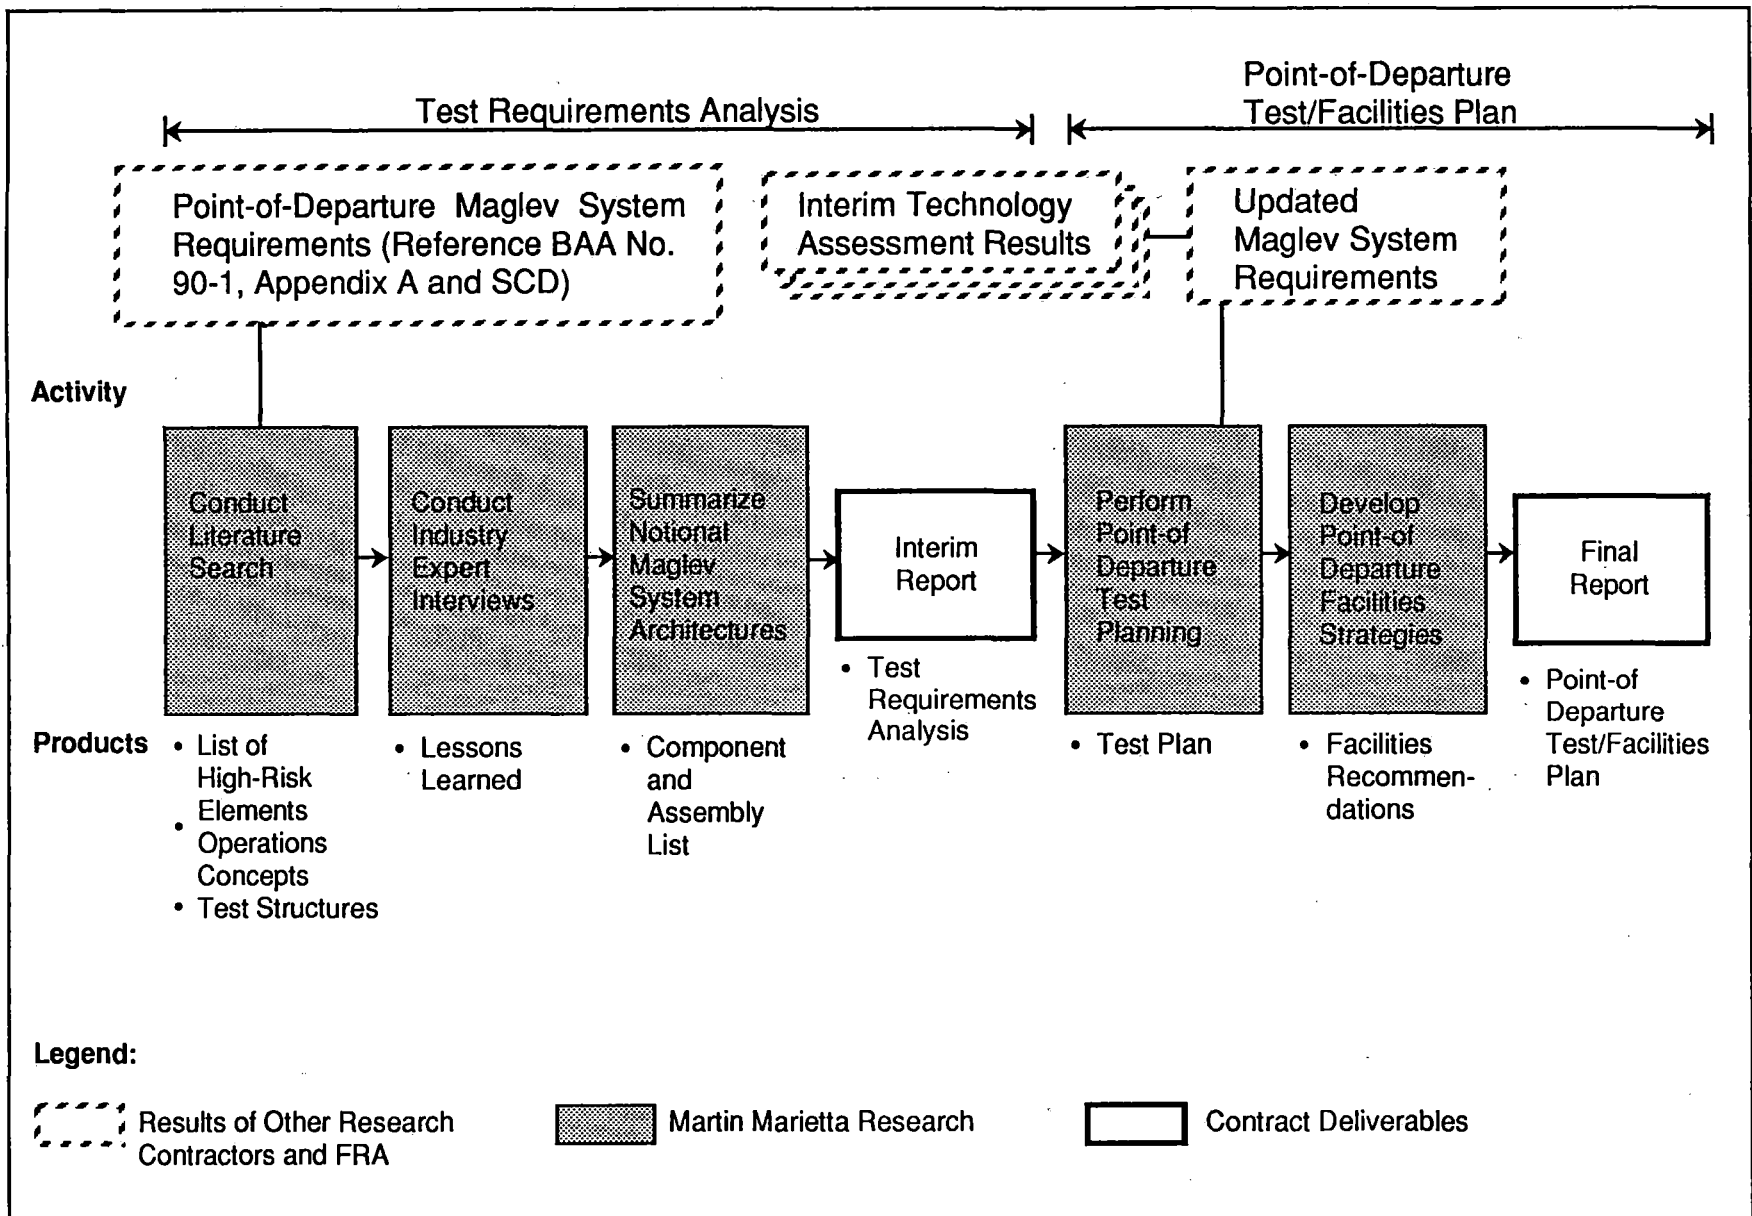 Test Requirements Analysis
Point-of-Departure
Test/Facilities Plan
Point-of-Departure Maglev System
Requirements (Reference BAA No.
90-1, Appendix A and SCD)
Interim Technology
Assessment Results
Updated
Maglev System
Requirements
Activity
Conduct
Literature
Search
Conduct
Industry
Expert
Interviews
Summarize
Notional
Maglev
System
Architectures
Interim
Report
Perform
Point-of
Departure
Test
Planning
Develop
Point-of
Departure
Facilities
Strategies
Final
Report
Products
• List of
High-Risk
Elements
• Operations
Concepts
• Test Structures
• Lessons
Learned
• Component
and
Assembly
List
• Test
Requirements
Analysis
• Test Plan
• Facilities
Recommen-
dations
• Point-of
Departure
Test/Facilities
Plan
Legend:
Results of Other Research
Contractors and FRA
Martin Marietta Research
Contract Deliverables